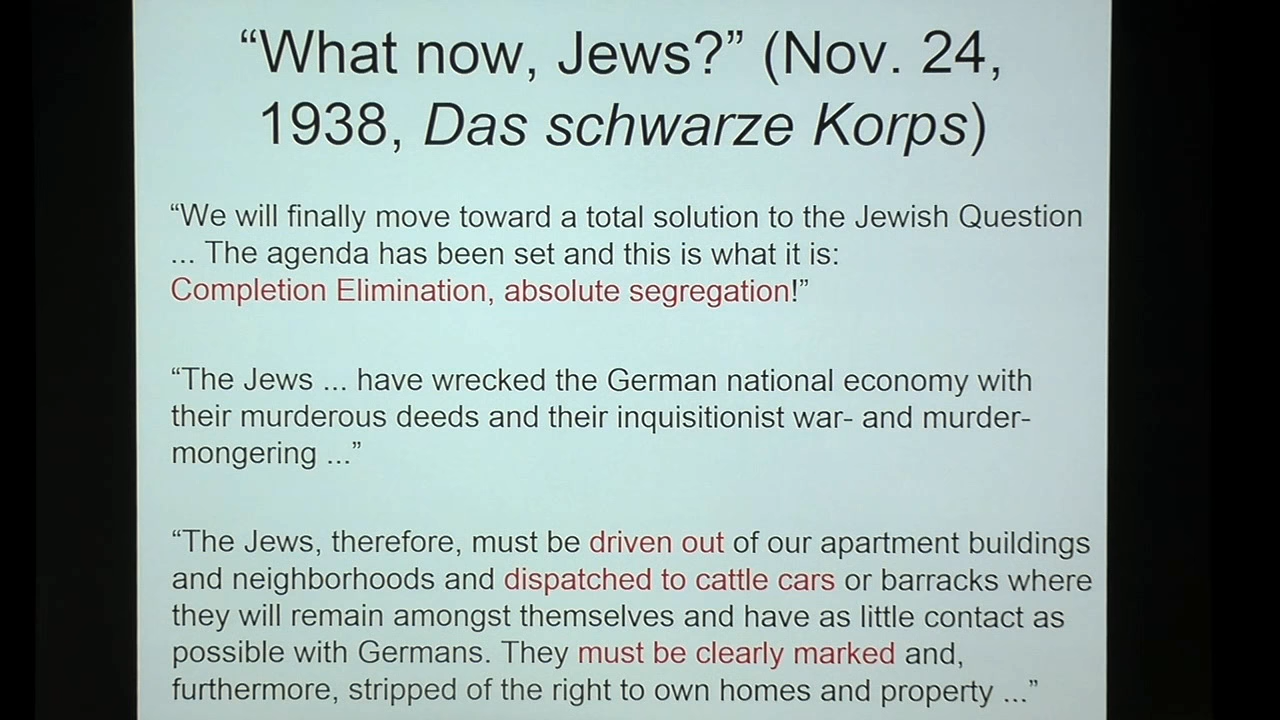 “What now, Jews?” (Nov. 24,
1938, Das schwarze Korps)
“We will finally move toward a total solution to the Jewish Question
... The agenda has been set and this is what it is:
Completion Elimination, absolute segregation!”
“The Jews ... have wrecked the German national economy with
their murderous deeds and their inquisitionist war- and murder-
mongering ...”
“The Jews, therefore, must be driven out of our apartment buildings
and neighborhoods and dispatched to cattle cars or barracks where
they will remain amongst themselves and have as little contact as
possible with Germans. They must be clearly marked and,
furthermore, stripped of the right to own homes and property ...”